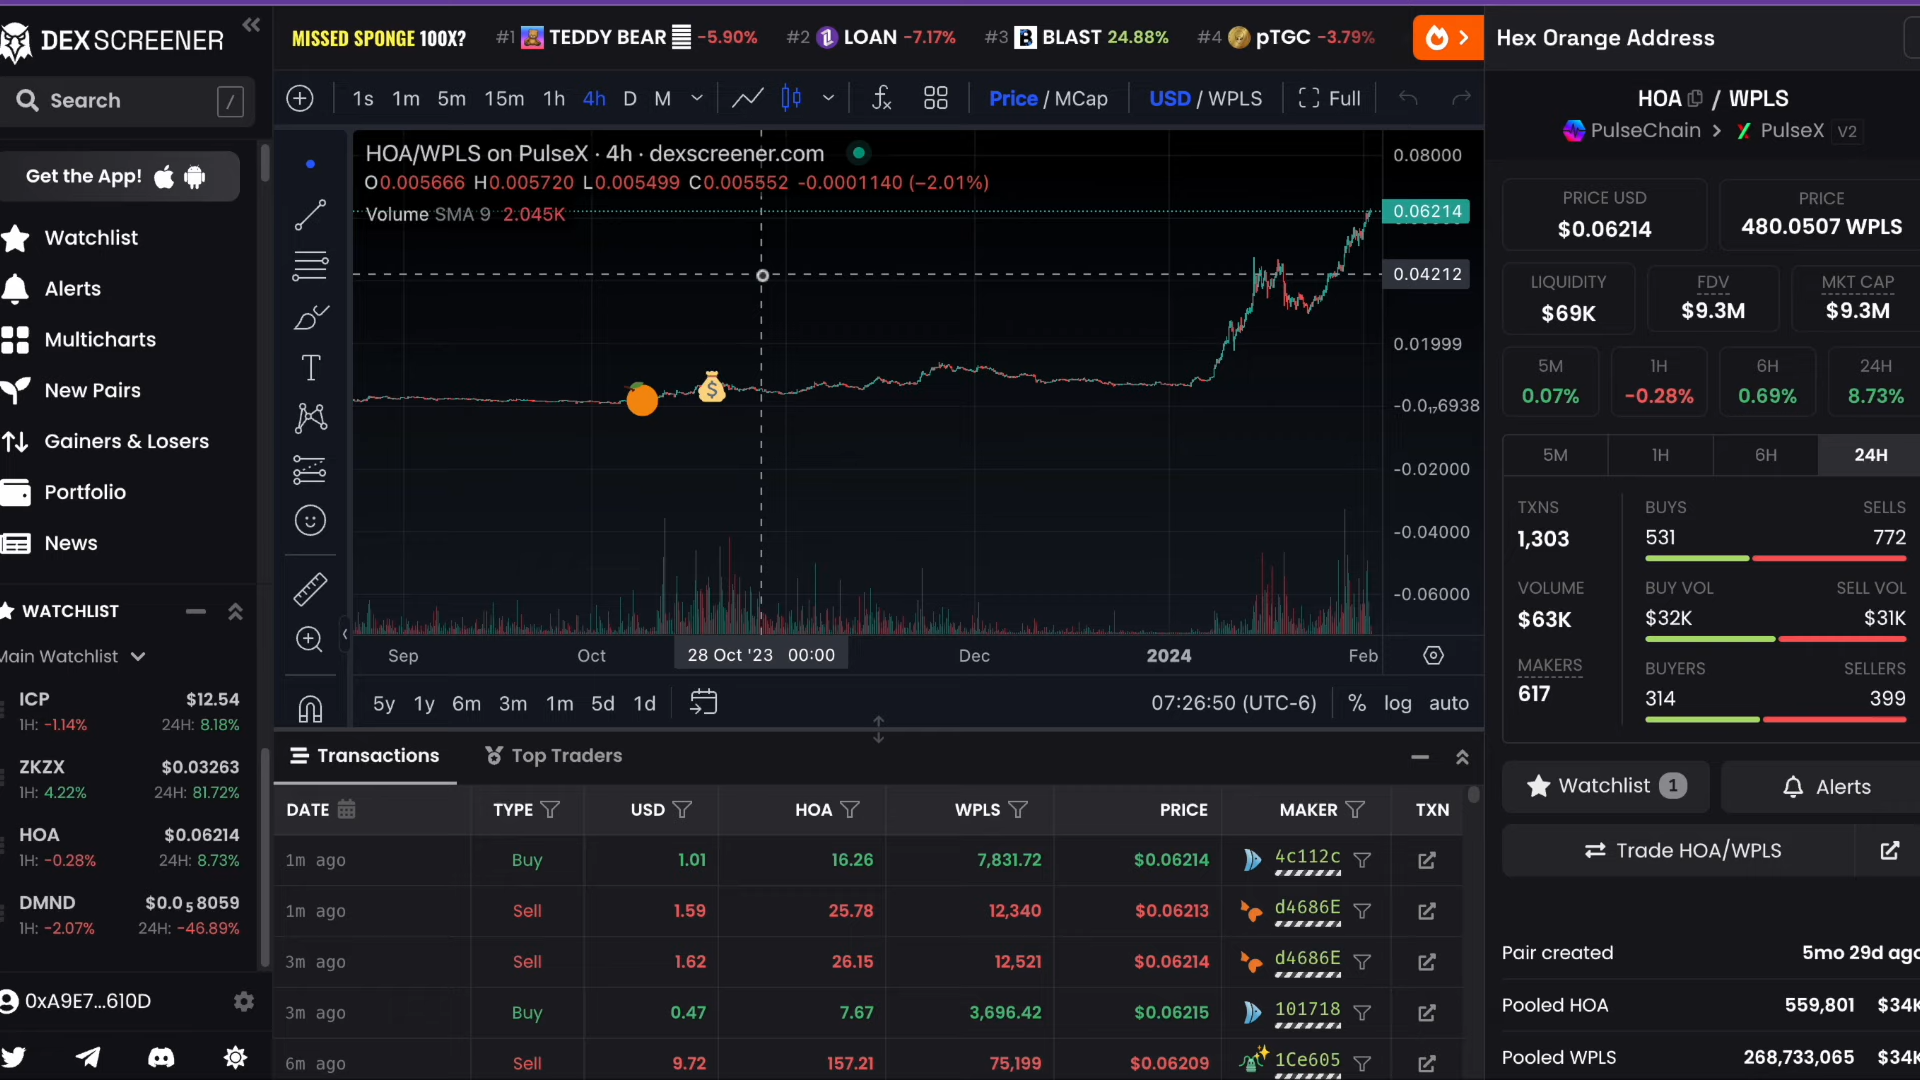 DEX SCREENER
Search
/
Get the App!
Watchlist
Alerts
Multicharts
New Pairs
Gainers & Losers
Portfolio
News
WATCHLIST
Main Watchlist
ICP $12.54
1H: -1.14% 24H: 8.18%
ZKZX $0.03263
1H: 4.22% 24H: 81.72%
HOA $0.06214
1H: -0.28% 24H: 8.73%
DMND $0.0₅8059
1H: -2.07% 24H: -46.89%
0xA9E7...610D
MISSED SPONGE 100X? #1 TEDDY BEAR -5.90% #2 LOAN -7.17% #3 BLAST 24.88% #4 pTGC -3.79%
1s 1m 5m 15m 1h 4h D M Price / MCap USD / WPLS Full
HOA/WPLS on PulseX · 4h · dexscreener.com
O0.005666 H0.005720 L0.005499 C0.005552 -0.0001140 (−2.01%)
Volume SMA 9 2.045K
0.08000
0.06214
0.04212
0.01999
-0.0₁₇6938
-0.02000
-0.04000
-0.06000
Sep Oct 28 Oct '23 00:00 Dec 2024 Feb
5y 1y 6m 3m 1m 5d 1d 07:26:50 (UTC-6) % log auto
Transactions Top Traders
DATE TYPE USD HOA WPLS PRICE MAKER TXN
1m ago Buy 1.01 16.26 7,831.72 $0.06214 4c112c
1m ago Sell 1.59 25.78 12,340 $0.06213 d4686E
3m ago Sell 1.62 26.15 12,521 $0.06214 d4686E
3m ago Buy 0.47 7.67 3,696.42 $0.06215 101718
6m ago Sell 9.72 157.21 75,199 $0.06209 1Ce605
Hex Orange Address
HOA / WPLS
PulseChain > PulseX V2
PRICE USD PRICE
$0.06214 480.0507 WPLS
LIQUIDITY FDV MKT CAP
$69K $9.3M $9.3M
5M 1H 6H 24H
0.07% -0.28% 0.69% 8.73%
5M 1H 6H 24H
TXNS BUYS SELLS
1,303 531 772
VOLUME BUY VOL SELL VOL
$63K $32K $31K
MAKERS BUYERS SELLERS
617 314 399
Watchlist 1 Alerts
Trade HOA/WPLS
Pair created 5mo 29d ago
Pooled HOA 559,801 $34K
Pooled WPLS 268,733,065 $34K